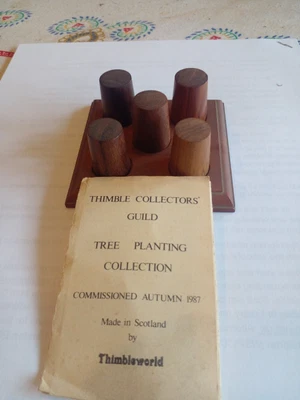 THIMBLE COLLECTORS'
GUILD
TREE PLANTING
COLLECTION
COMMISSIONED AUTUMN 1987
Made in Scotland
by
Thimbleworld